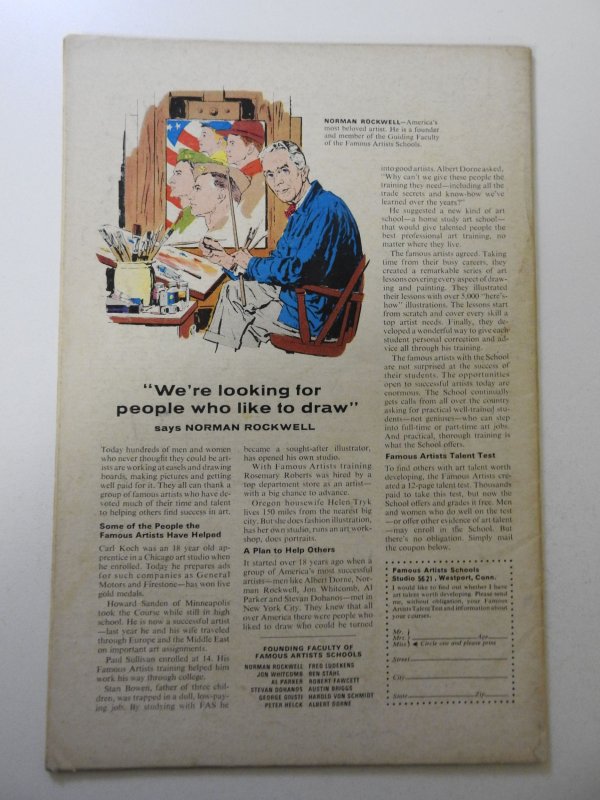 NORMAN ROCKWELL—America's
most beloved artist. He is a founder
and member of the Guiding Faculty
of the Famous Artists Schools.
"We're looking for
people who like to draw"
says NORMAN ROCKWELL
Today hundreds of men and women
who never thought they could be art-
ists are working at easels and drawing
boards, making pictures and getting
well paid for it. They all can thank a
group of famous artists who have de-
voted much of their time and talent
to helping others find success in art.
Some of the People the
Famous Artists Have Helped
Carl Koch was an 18 year old ap-
prentice in a Chicago art studio when
he enrolled. Today he prepares ads
for such companies as General
Motors and Firestone—has won five
gold medals.
Howard Sanden of Minneapolis
took the Course while still in high
school. He is now a successful artist
—last year he and his wife traveled
through Europe and the Middle East
on important art assignments.
Paul Sullivan enrolled at 14. His
Famous Artists training helped him
work his way through college.
Stan Bowen, father of three chil-
dren, was trapped in a dull, low-pay-
ing job. By studying with FAS he
became a sought-after illustrator,
has opened his own studio.
With Famous Artists training
Rosemary Roberts was hired by a
top department store as an artist—
with a big chance to advance.
Oregon housewife Helen Tryk
lives 150 miles from the nearest big
city. But she does fashion illustration,
has her own studio, runs an art work-
shop, does portraits.
A Plan to Help Others
It started over 18 years ago when a
group of America's most successful
artists—men like Albert Dorne, Nor-
man Rockwell, Jon Whitcomb, Al
Parker and Stevan Dohanos—met in
New York City. They knew that all
over America there were people who
liked to draw who could be turned
FOUNDING FACULTY OF
FAMOUS ARTISTS SCHOOLS
NORMAN ROCKWELL FRED LUDEKENS
JON WHITCOMB BEN STAHL
AL PARKER ROBERT FAWCETT
STEVAN DOHANOS AUSTIN BRIGGS
GEORGE GIUSTI HAROLD VON SCHMIDT
PETER HELCK ALBERT DORNE
into good artists. Albert Dorne asked,
"Why can't we give these people the
training they need—including all the
trade secrets and know-how we've
learned over the years?"
He suggested a new kind of art
school—a home study art school—
that would give talented people the
best professional art training, no
matter where they live.
The famous artists agreed. Taking
time from their busy careers, they
created a remarkable series of art
lessons covering every aspect of draw-
ing and painting. They illustrated
their lessons with over 5,000 "here's-
how" illustrations. The lessons start
from scratch and cover every skill a
top artist needs. Finally, they de-
veloped a wonderful way to give each
student personal correction and ad-
vice all through his training.
The famous artists with the School
are not surprised at the success of
their students. The opportunities
open to successful artists today are
enormous. The School continually
gets calls from all over the country
asking for practical well-trained stu-
dents—not geniuses—who can step
into full-time or part-time art jobs.
And practical, thorough training is
what the School offers.
Famous Artists Talent Test
To find others with art talent worth
developing, the Famous Artists cre-
ated a 12-page talent test. Thousands
paid to take this test, but now the
School offers and grades it free. Men
and women who do well on the test
—or offer other evidence of art talent
—may enroll in the School. But
there's no obligation. Simply mail
the coupon below.
Famous Artists Schools
Studio 5621, Westport, Conn.
I would like to find out whether I have
art talent worth developing. Please send
me, without obligation, your Famous
Artists Talent Test and information about
your courses.
Mr.
Mrs. Age
Miss Circle one and please print
Street
City
State Zip